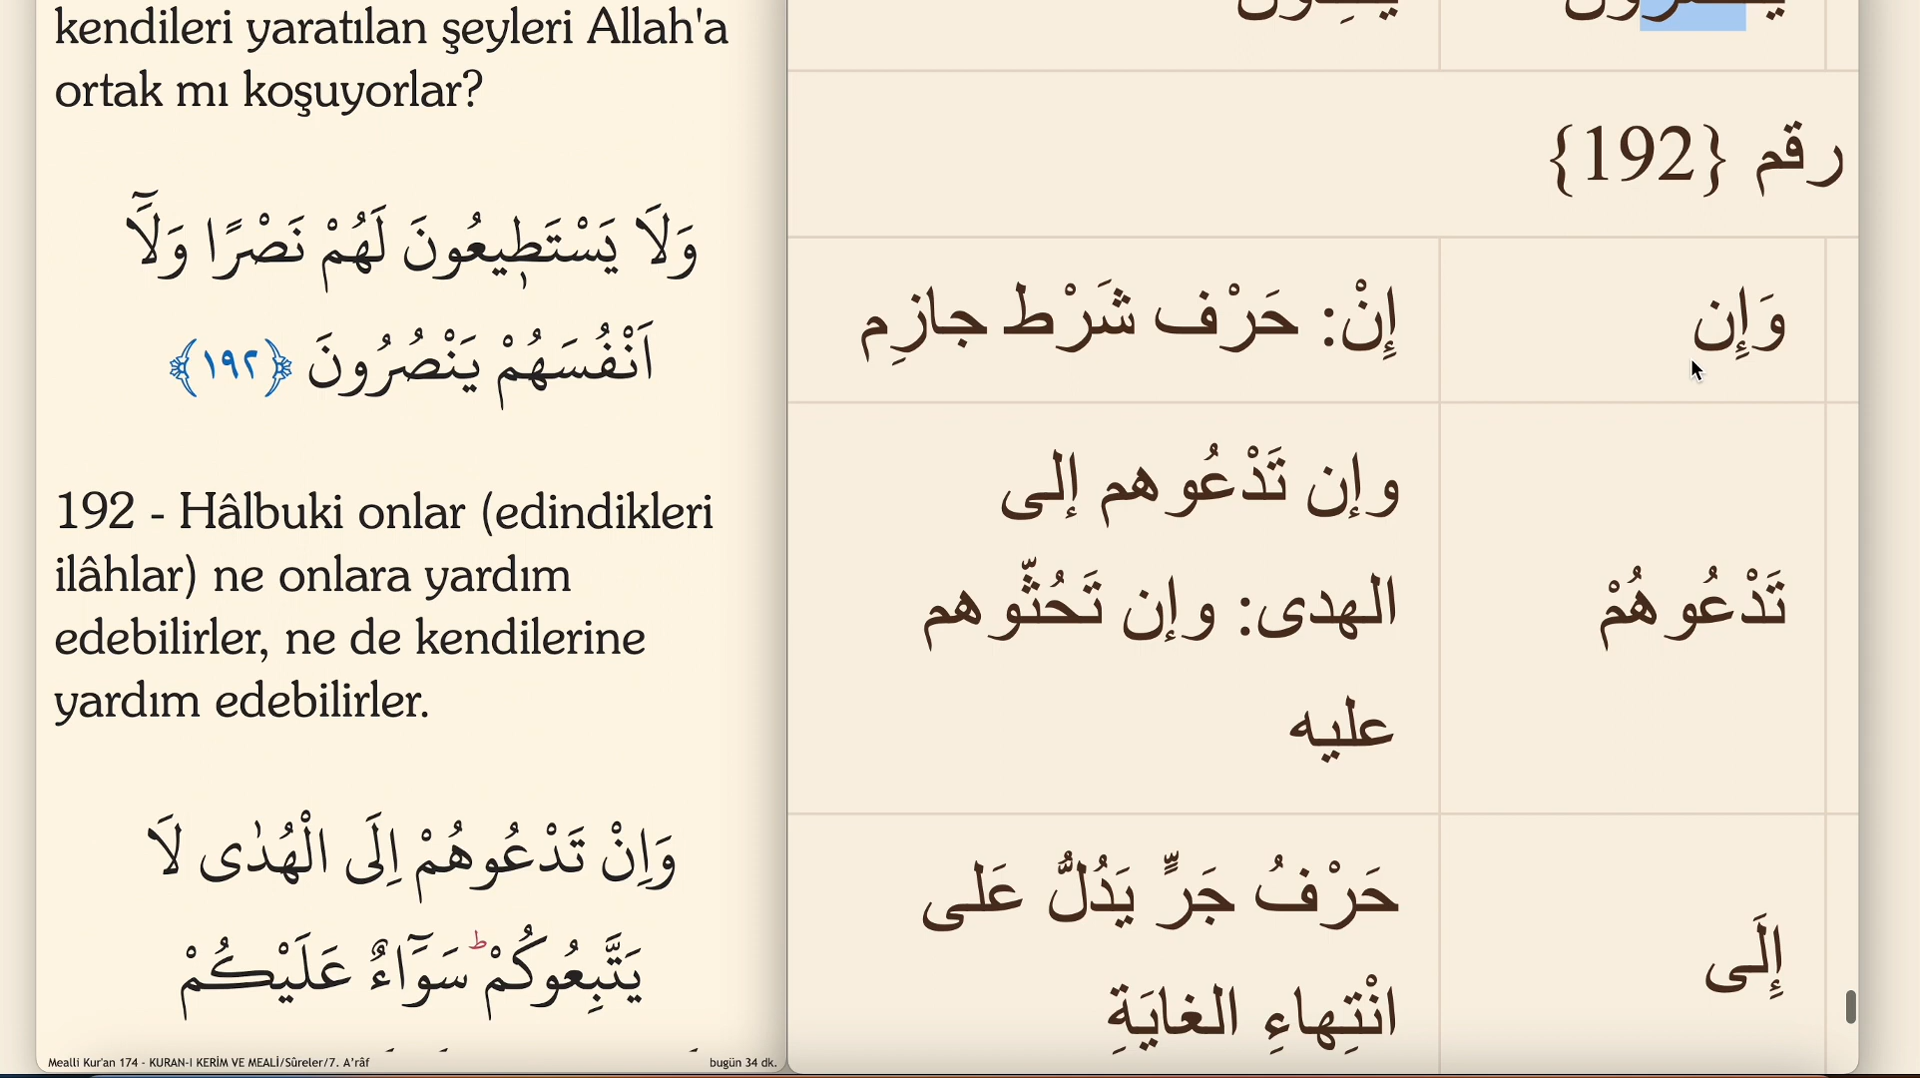 kendileri yaratılan şeyleri Allah'a
ortak mı koşuyorlar?
وَلَا يَسْتَطٖيعُونَ لَهُمْ نَصْرًا وَلَٓا
اَنْفُسَهُمْ يَنْصُرُونَ ﴿١٩٢﴾
192 - Hâlbuki onlar (edindikleri
ilâhlar) ne onlara yardım
edebilirler, ne de kendilerine
yardım edebilirler.
وَاِنْ تَدْعُوهُمْ اِلَى الْهُدٰى لَا
يَتَّبِعُوكُمْ ؕ سَوَٓاءٌ عَلَيْكُمْ
Mealli Kur'an 174 - KURAN-I KERİM VE MEALİ/Sûreler/7. A'râf
bugün 34 dk.
رقم {192}
وَإِن
إِنْ: حَرْف شَرْط جازِم
تَدْعُوهُمْ
وإن تَدْعُوهم إلى
الهدى: وإن تَحُثّوهم
عليه
إِلَى
حَرْفُ جَرٍّ يَدُلُّ عَلى
انْتِهاءِ الغايَةِ